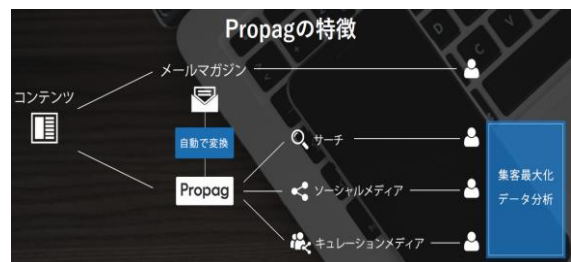 Propagの特徴
メールマガジン
コンテンツ
自動で変換
サーチ
Propag
ソーシャルメディア
キュレーションメディア
集客最大化
データ分析